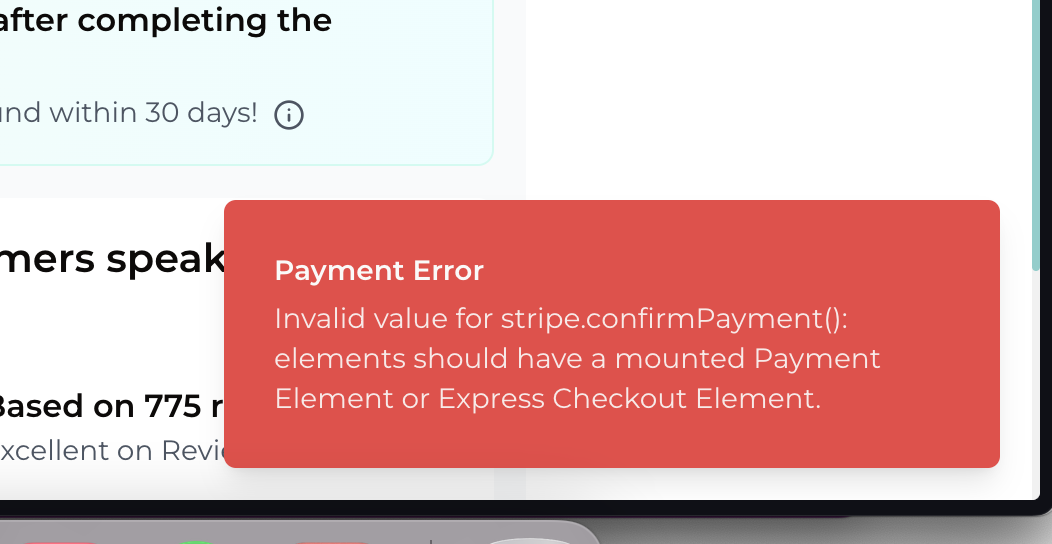 after completing the
und within 30 days!
mers speak
Payment Error
Invalid value for stripe.confirmPayment():
elements should have a mounted Payment
Element or Express Checkout Element.
Based on 775 r
xcellent on Revie